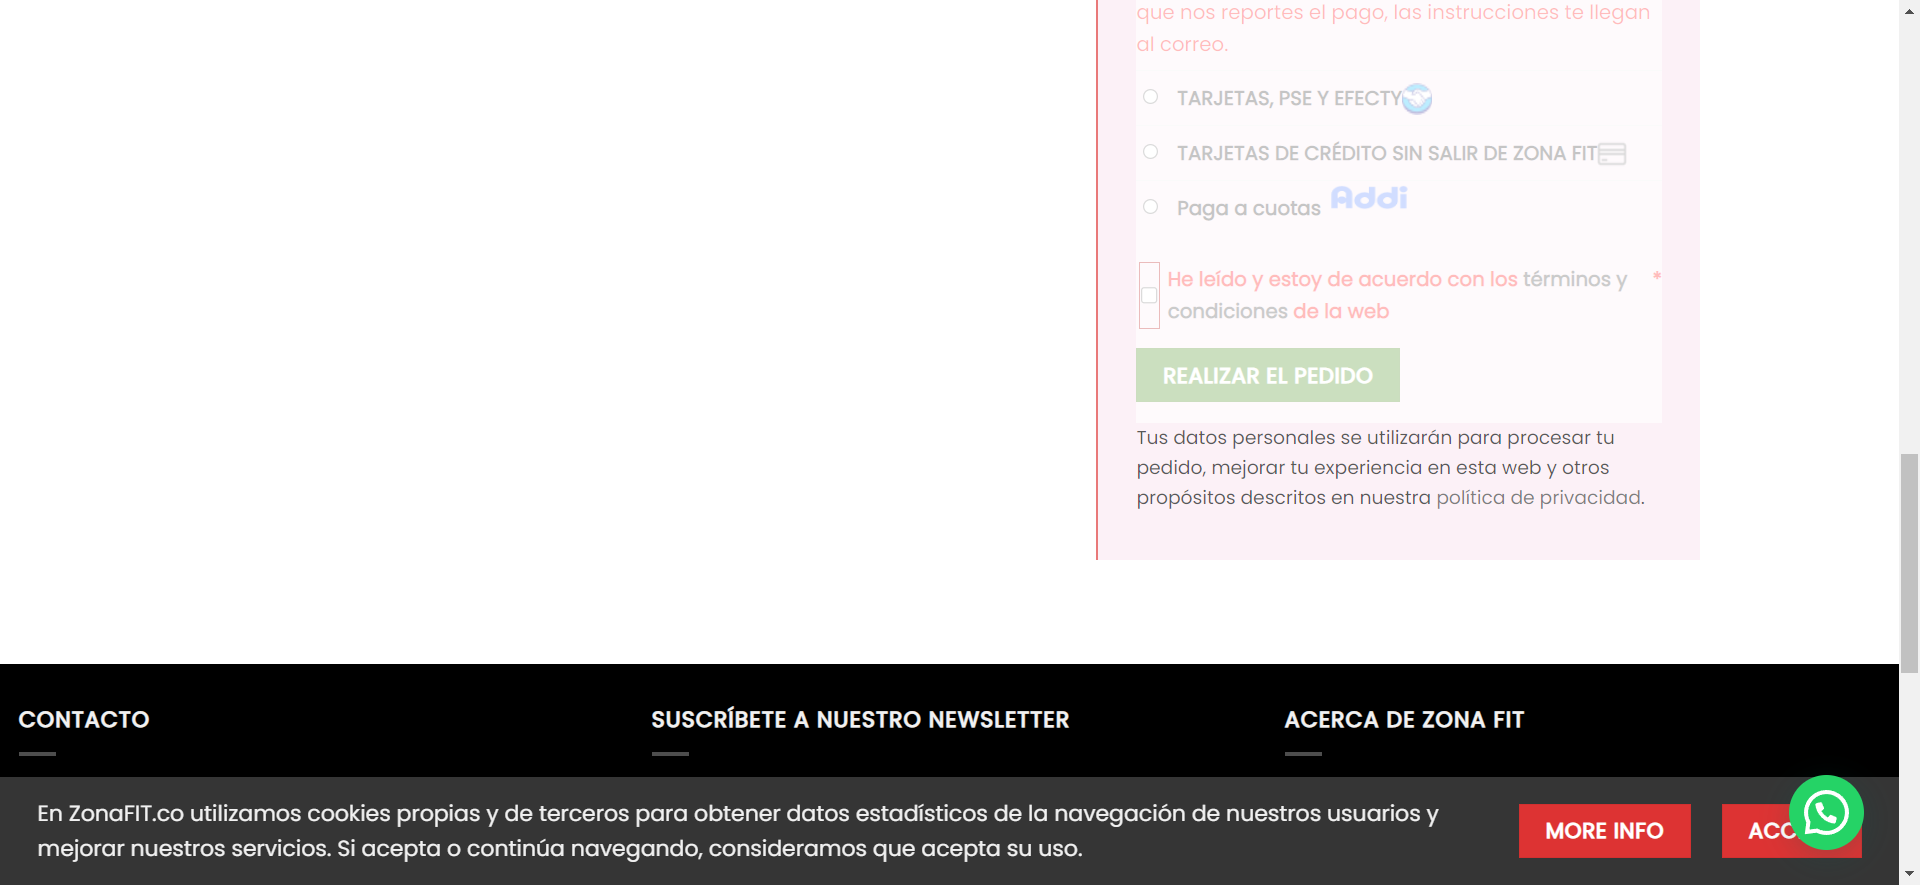 que nos reportes el pago, las instrucciones te llegan
al correo.
TARJETAS, PSE Y EFECTY
TARJETAS DE CRÉDITO SIN SALIR DE ZONA FIT
Paga a cuotas Addi
He leído y estoy de acuerdo con los términos y *
condiciones de la web
REALIZAR EL PEDIDO
Tus datos personales se utilizarán para procesar tu
pedido, mejorar tu experiencia en esta web y otros
propósitos descritos en nuestra política de privacidad.
CONTACTO
SUSCRÍBETE A NUESTRO NEWSLETTER
ACERCA DE ZONA FIT
En ZonaFIT.co utilizamos cookies propias y de terceros para obtener datos estadísticos de la navegación de nuestros usuarios y
mejorar nuestros servicios. Si acepta o continúa navegando, consideramos que acepta su uso.
MORE INFO